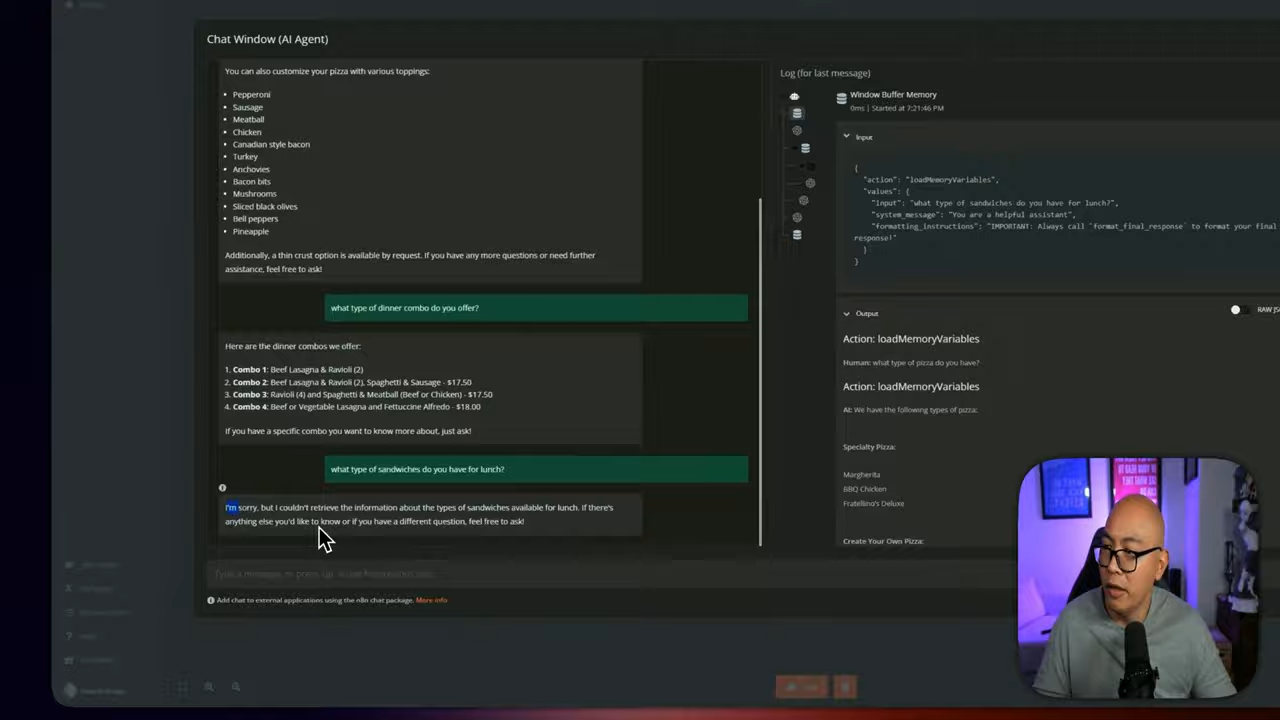 Chat Window (AI Agent)
You can also customize your pizza with various toppings:
• Pepperoni
• Sausage
• Meatball
• Chicken
• Canadian style bacon
• Turkey
• Anchovies
• Bacon bits
• Mushrooms
• Sliced black olives
• Bell peppers
• Pineapple
Additionally, a thin crust option is available by request. If you have any more questions or need further
assistance, feel free to ask!
what type of dinner combo do you offer?
Here are the dinner combos we offer:
1. Combo 1: Beef Lasagna & Ravioli (2)
2. Combo 2: Beef Lasagna & Ravioli (2), Spaghetti & Sausage - $17.50
3. Combo 3: Ravioli (4) and Spaghetti & Meatball (Beef or Chicken) - $17.50
4. Combo 4: Beef or Vegetable Lasagna and Fettuccine Alfredo - $18.00
If you have a specific combo you want to know more about, just ask!
what type of sandwiches do you have for lunch?
I'm sorry, but I couldn't retrieve the information about the types of sandwiches available for lunch. If there's
anything else you'd like to know or if you have a different question, feel free to ask!
Add chat to external applications using the n8n chat package. More info
Log (for last message)
Window Buffer Memory
0ms | Started at 7:21:46 PM
Input
{
"action": "loadMemoryVariables",
"values": {
"input": "what type of sandwiches do you have for lunch?",
"system_message": "You are a helpful assistant",
"formatting_instructions": "IMPORTANT: Always call `format_final_response` to format your final
response!"
}
}
Output
RAW JS
Action: loadMemoryVariables
Human: what type of pizza do you have?
Action: loadMemoryVariables
AI: We have the following types of pizza:
Specialty Pizza:
Margherita
BBQ Chicken
Fratellino's Deluxe
Create Your Own Pizza: